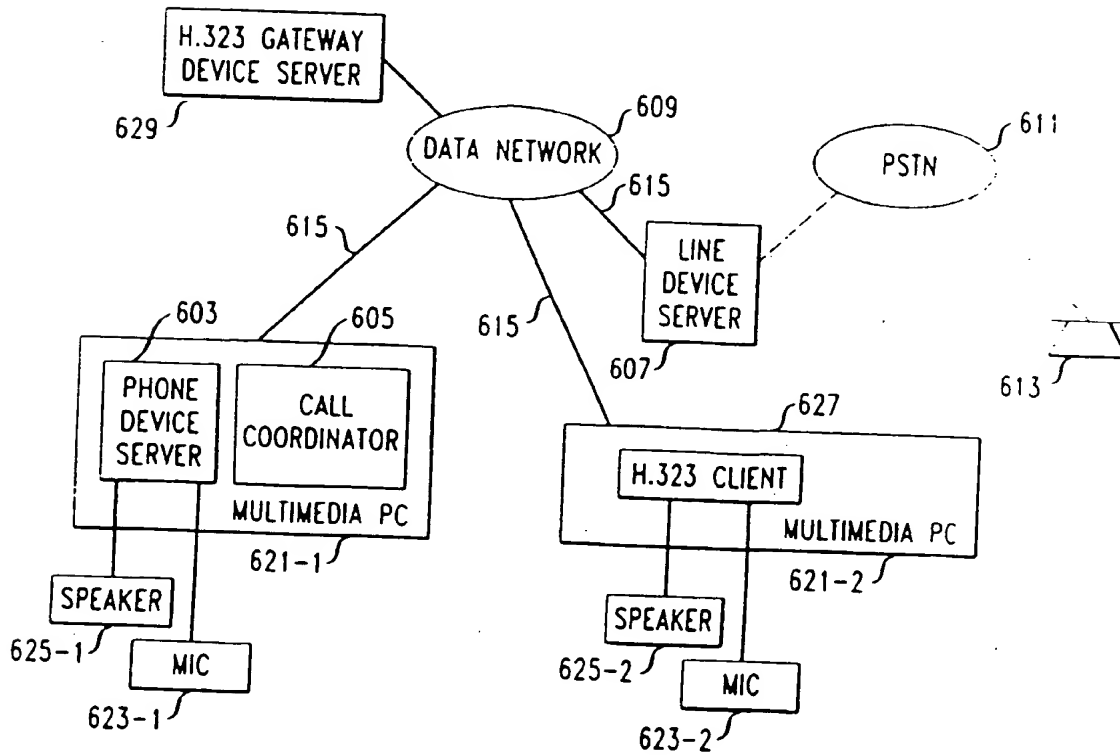 H.323 GATEWAY
DEVICE SERVER
629
609
DATA NETWORK
611
PSTN
615
615
LINE
DEVICE
SERVER
607
615
603
605
613
PHONE
DEVICE
SERVER
CALL
COORDINATOR
MULTIMEDIA PC
621-1
627
H.323 CLIENT
MULTIMEDIA PC
621-2
SPEAKER
625-1
MIC
623-1
SPEAKER
625-2
MIC
623-2